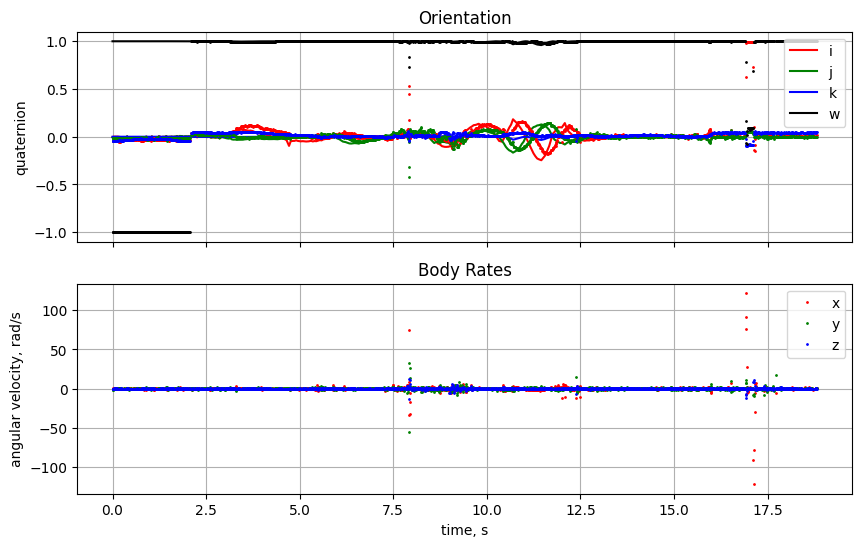 Orientation
1.0
0.5
0.0
−0.5
−1.0
quaternion
i
j
k
w
Body Rates
100
50
0
−50
−100
angular velocity, rad/s
x
y
z
0.0 2.5 5.0 7.5 10.0 12.5 15.0 17.5
time, s